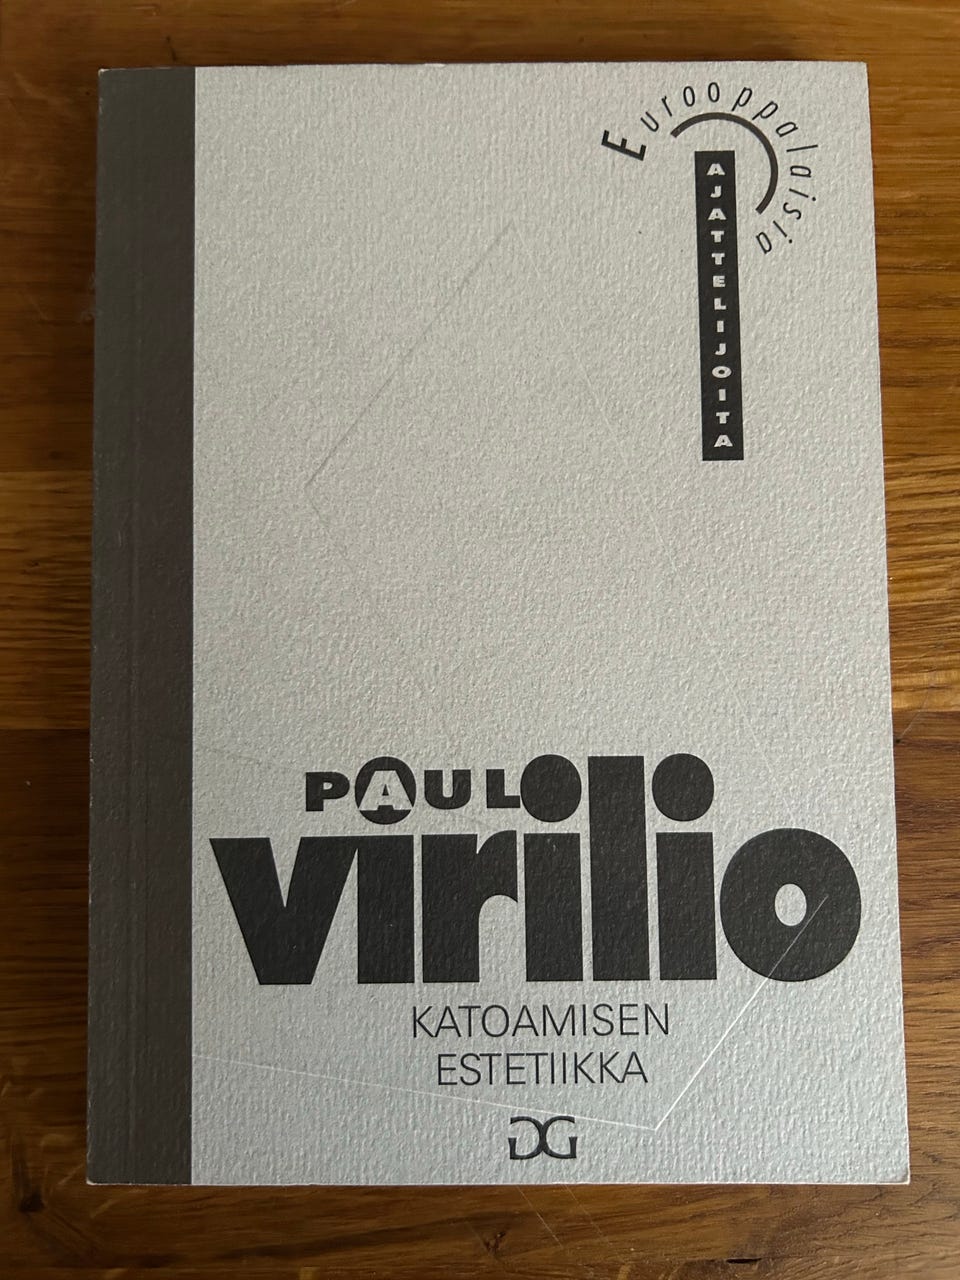 Eurooppalaisia
AJATTELIJOITA
PAUL
virilio
KATOAMISEN
ESTETIIKKA
GG